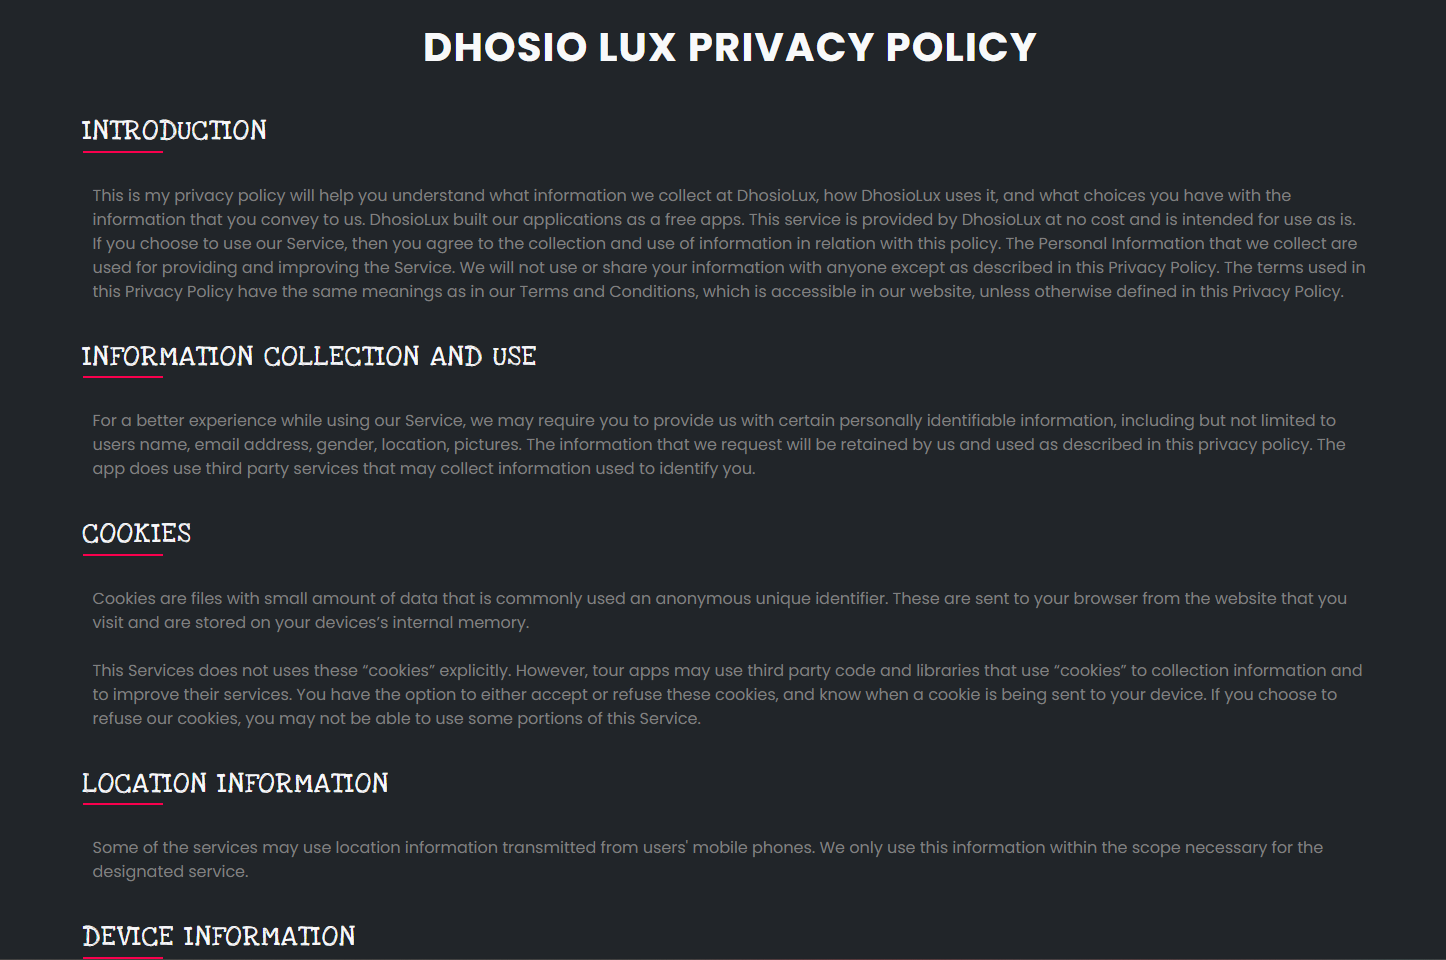 DHOSIO LUX PRIVACY POLICY
INTRODUCTION
This is my privacy policy will help you understand what information we collect at DhosioLux, how DhosioLux uses it, and what choices you have with the
information that you convey to us. DhosioLux built our applications as a free apps. This service is provided by DhosioLux at no cost and is intended for use as is.
If you choose to use our Service, then you agree to the collection and use of information in relation with this policy. The Personal Information that we collect are
used for providing and improving the Service. We will not use or share your information with anyone except as described in this Privacy Policy. The terms used in
this Privacy Policy have the same meanings as in our Terms and Conditions, which is accessible in our website, unless otherwise defined in this Privacy Policy.
INFORMATION COLLECTION AND USE
For a better experience while using our Service, we may require you to provide us with certain personally identifiable information, including but not limited to
users name, email address, gender, location, pictures. The information that we request will be retained by us and used as described in this privacy policy. The
app does use third party services that may collect information used to identify you.
COOKIES
Cookies are files with small amount of data that is commonly used an anonymous unique identifier. These are sent to your browser from the website that you
visit and are stored on your devices’s internal memory.
This Services does not uses these “cookies” explicitly. However, tour apps may use third party code and libraries that use “cookies” to collection information and
to improve their services. You have the option to either accept or refuse these cookies, and know when a cookie is being sent to your device. If you choose to
refuse our cookies, you may not be able to use some portions of this Service.
LOCATION INFORMATION
Some of the services may use location information transmitted from users' mobile phones. We only use this information within the scope necessary for the
designated service.
DEVICE INFORMATION